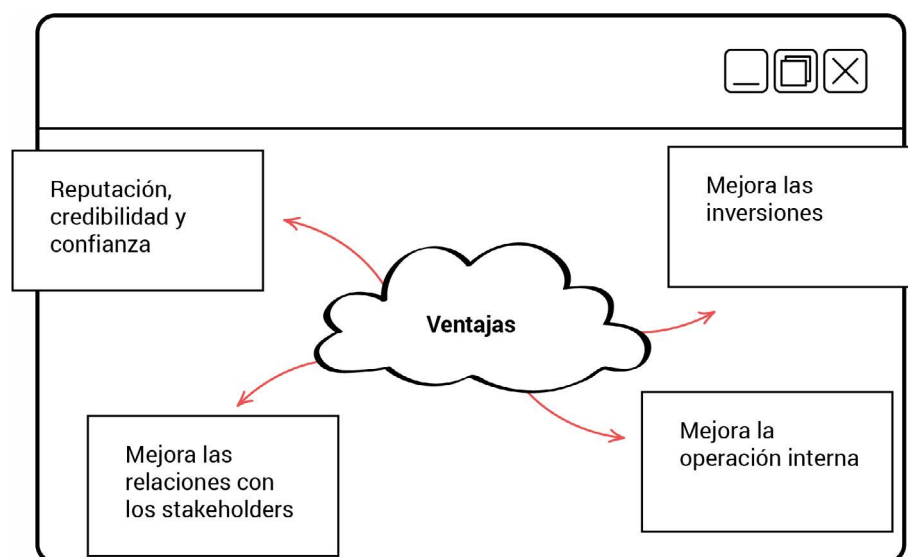 Reputación,
credibilidad y
confianza
Mejora las
inversiones
Ventajas
Mejora las
relaciones con
los stakeholders
Mejora la
operación interna